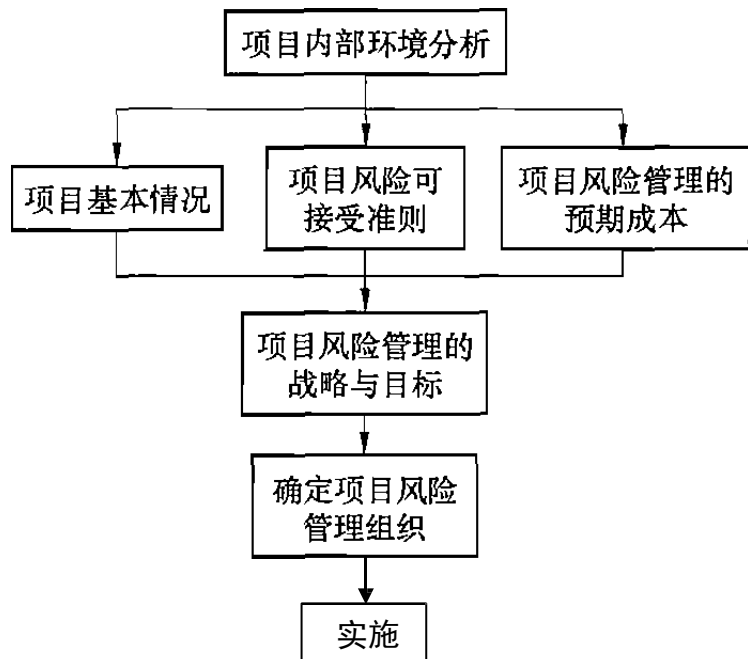 项目内部环境分析
项目基本情况
项目风险可
接受准则
项目风险管理的
预期成本
项目风险管理的
战略与目标
确定项目风险
管理组织
实施